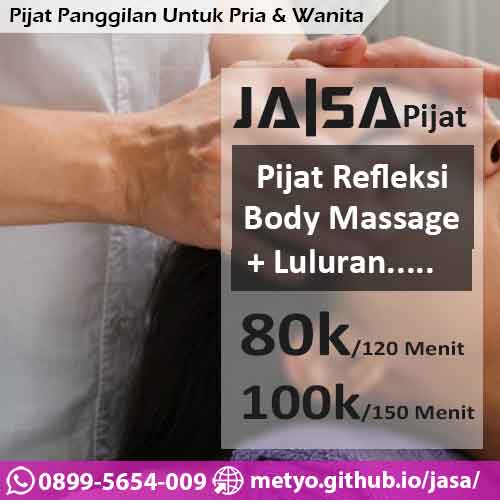 Pijat Panggilan Untuk Pria & Wanita
JA|SA Pijat
Pijat Refleksi
Body Massage
+ Luluran.....
80k/120 Menit
100k/150 Menit
0899-5654-009 metyo.github.io/jasa/